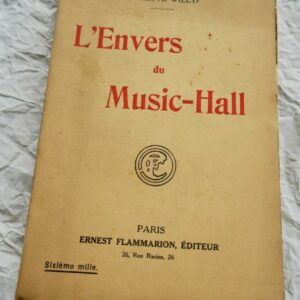 L'Envers
du
Music-Hall
PARIS
ERNEST FLAMMARION, ÉDITEUR
26, Rue Racine, 26
Sixième mille.